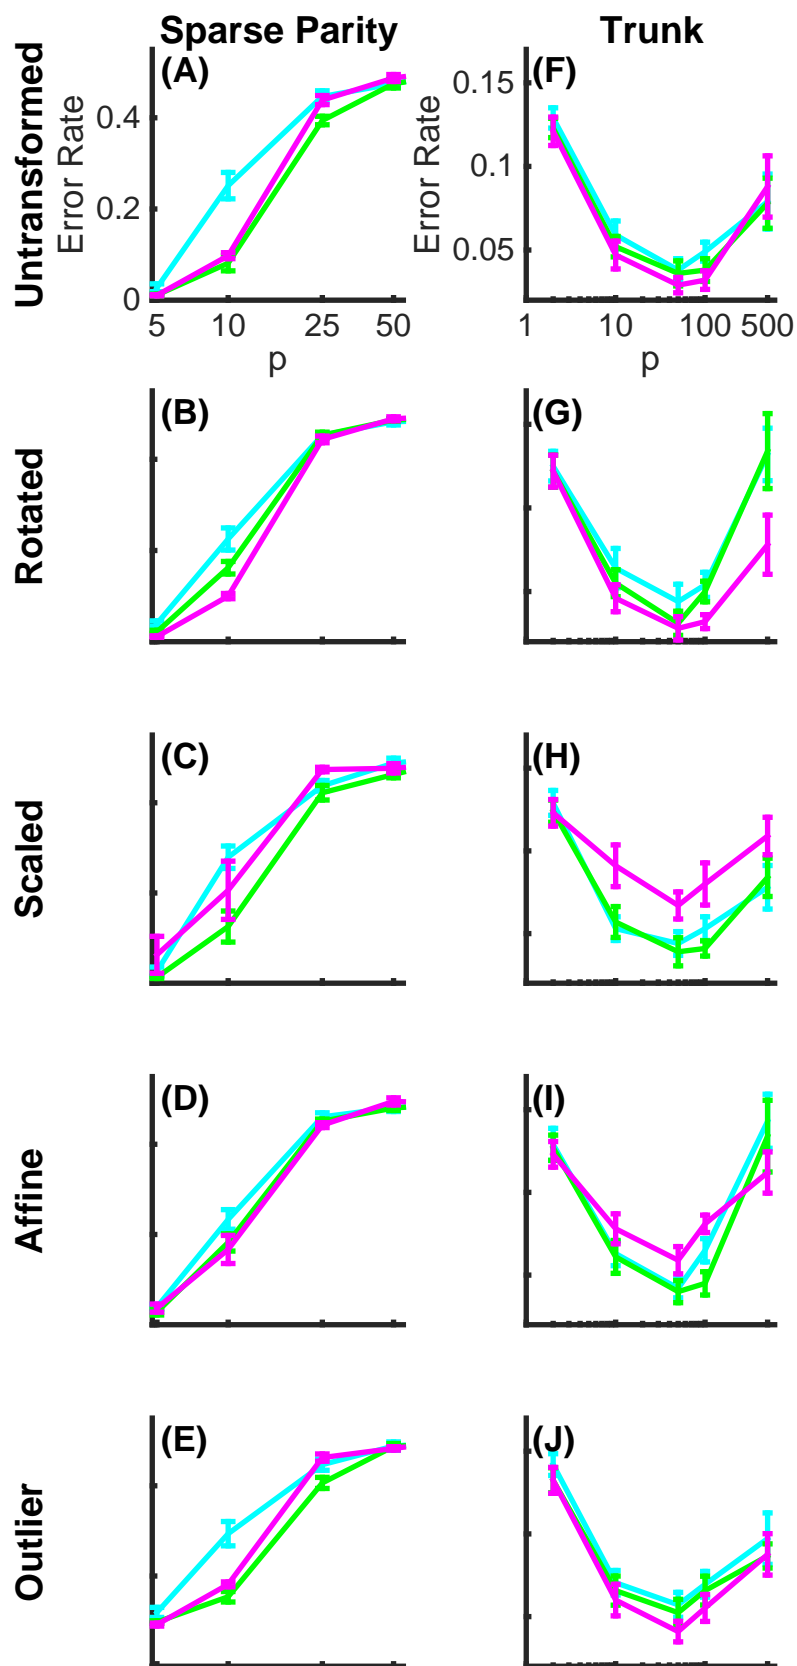 Sparse Parity
Trunk
Untransformed
Error Rate
(A)
0.4
0.2
0
5 10 25 50
p
Error Rate
(F)
0.15
0.1
0.05
1 10 100 500
p
Rotated
(B)
(G)
Scaled
(C)
(H)
Affine
(D)
(I)
Outlier
(E)
(J)